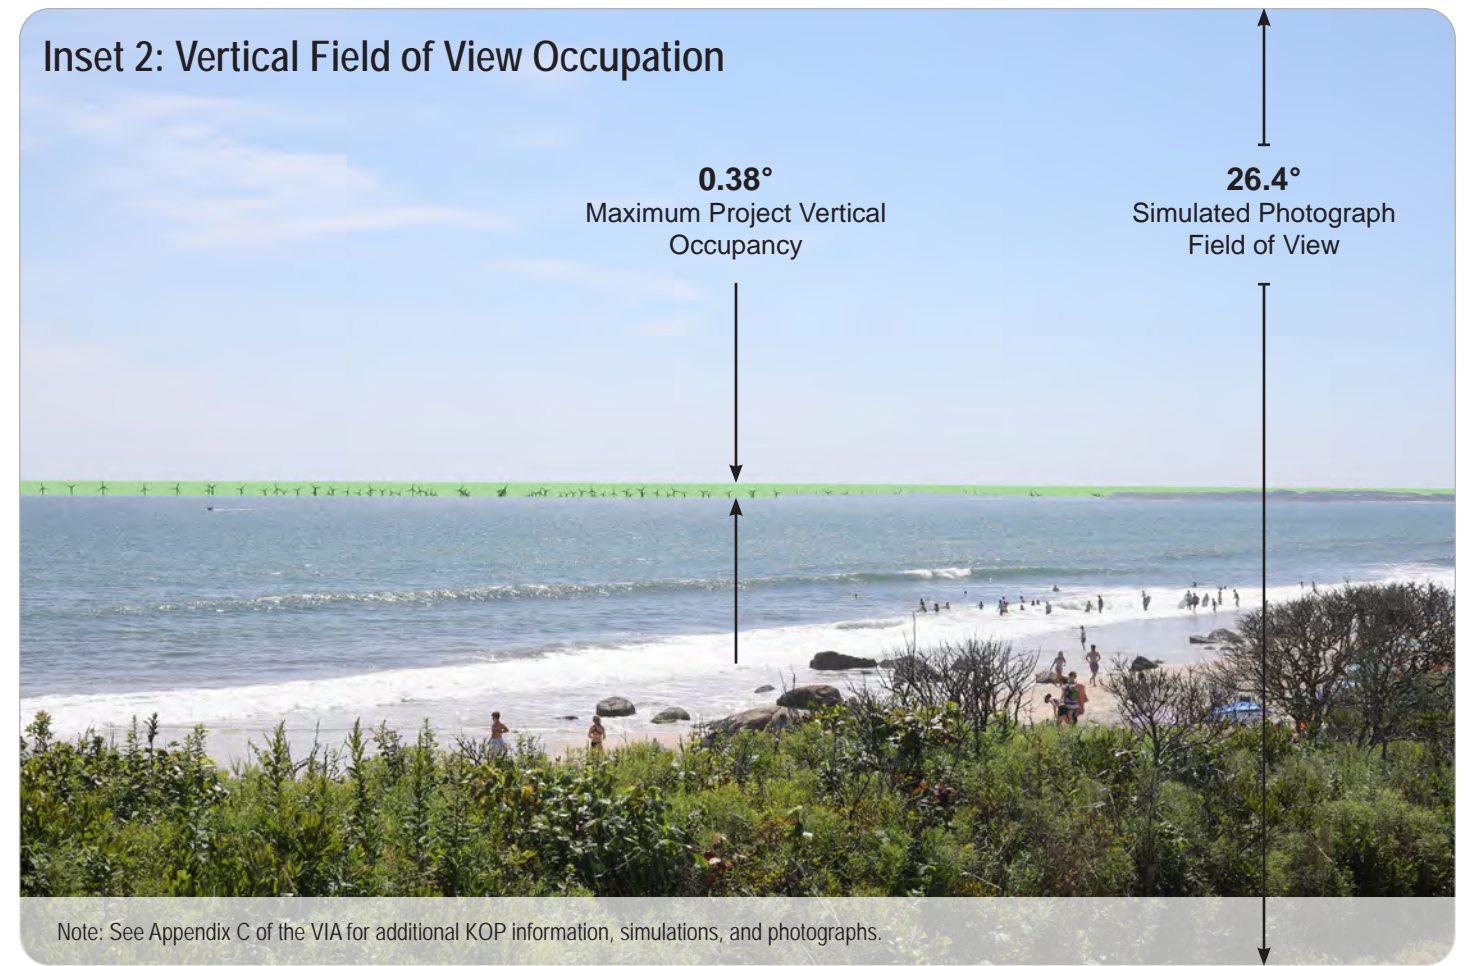 Inset 2: Vertical Field of View Occupation
0.38°
Maximum Project Vertical
Occupancy
26.4°
Simulated Photograph
Field of View
Note: See Appendix C of the VIA for additional KOP information, simulations, and photographs.